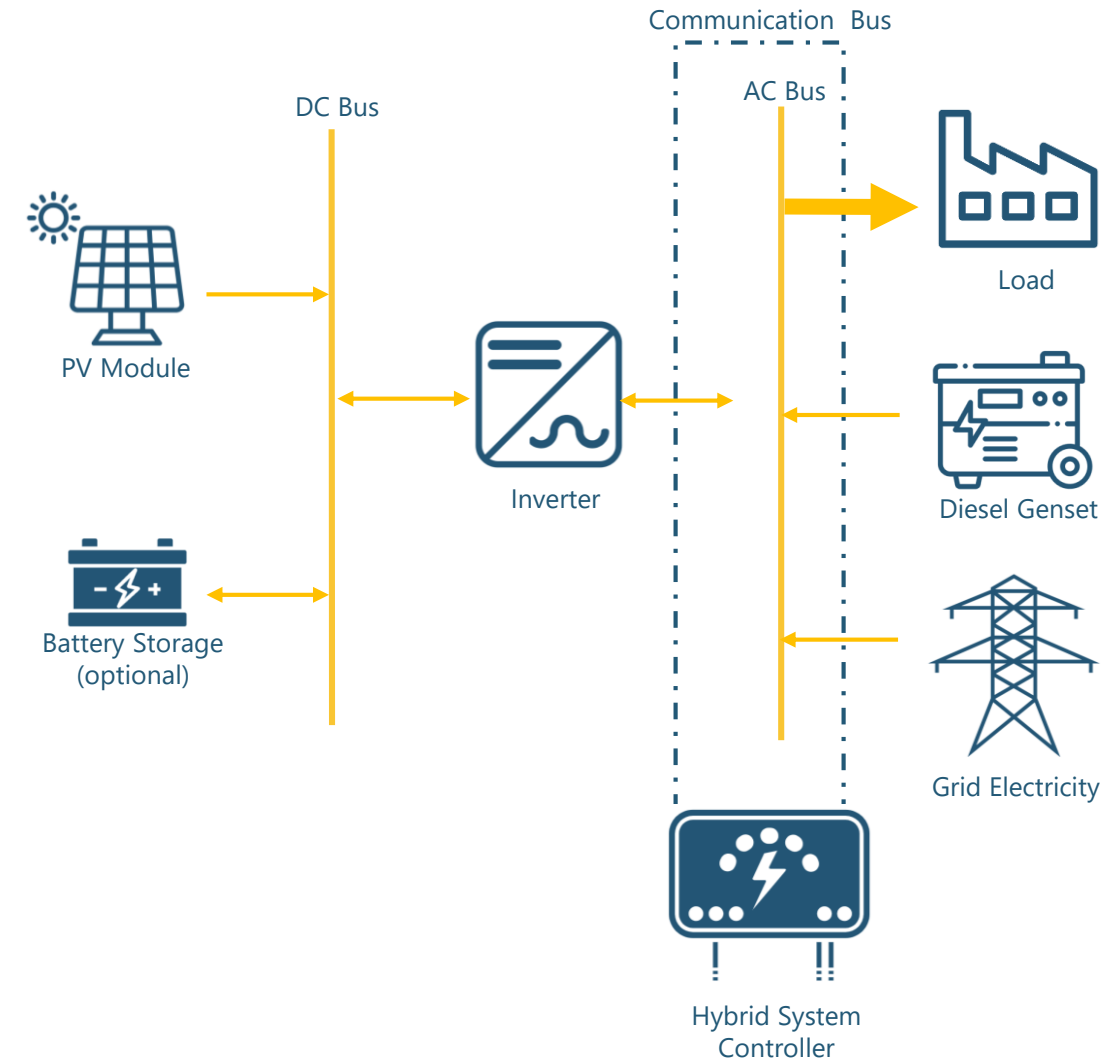 Communication Bus
DC Bus
AC Bus
PV Module
Load
Inverter
Diesel Genset
Battery Storage
(optional)
Grid Electricity
Hybrid System
Controller